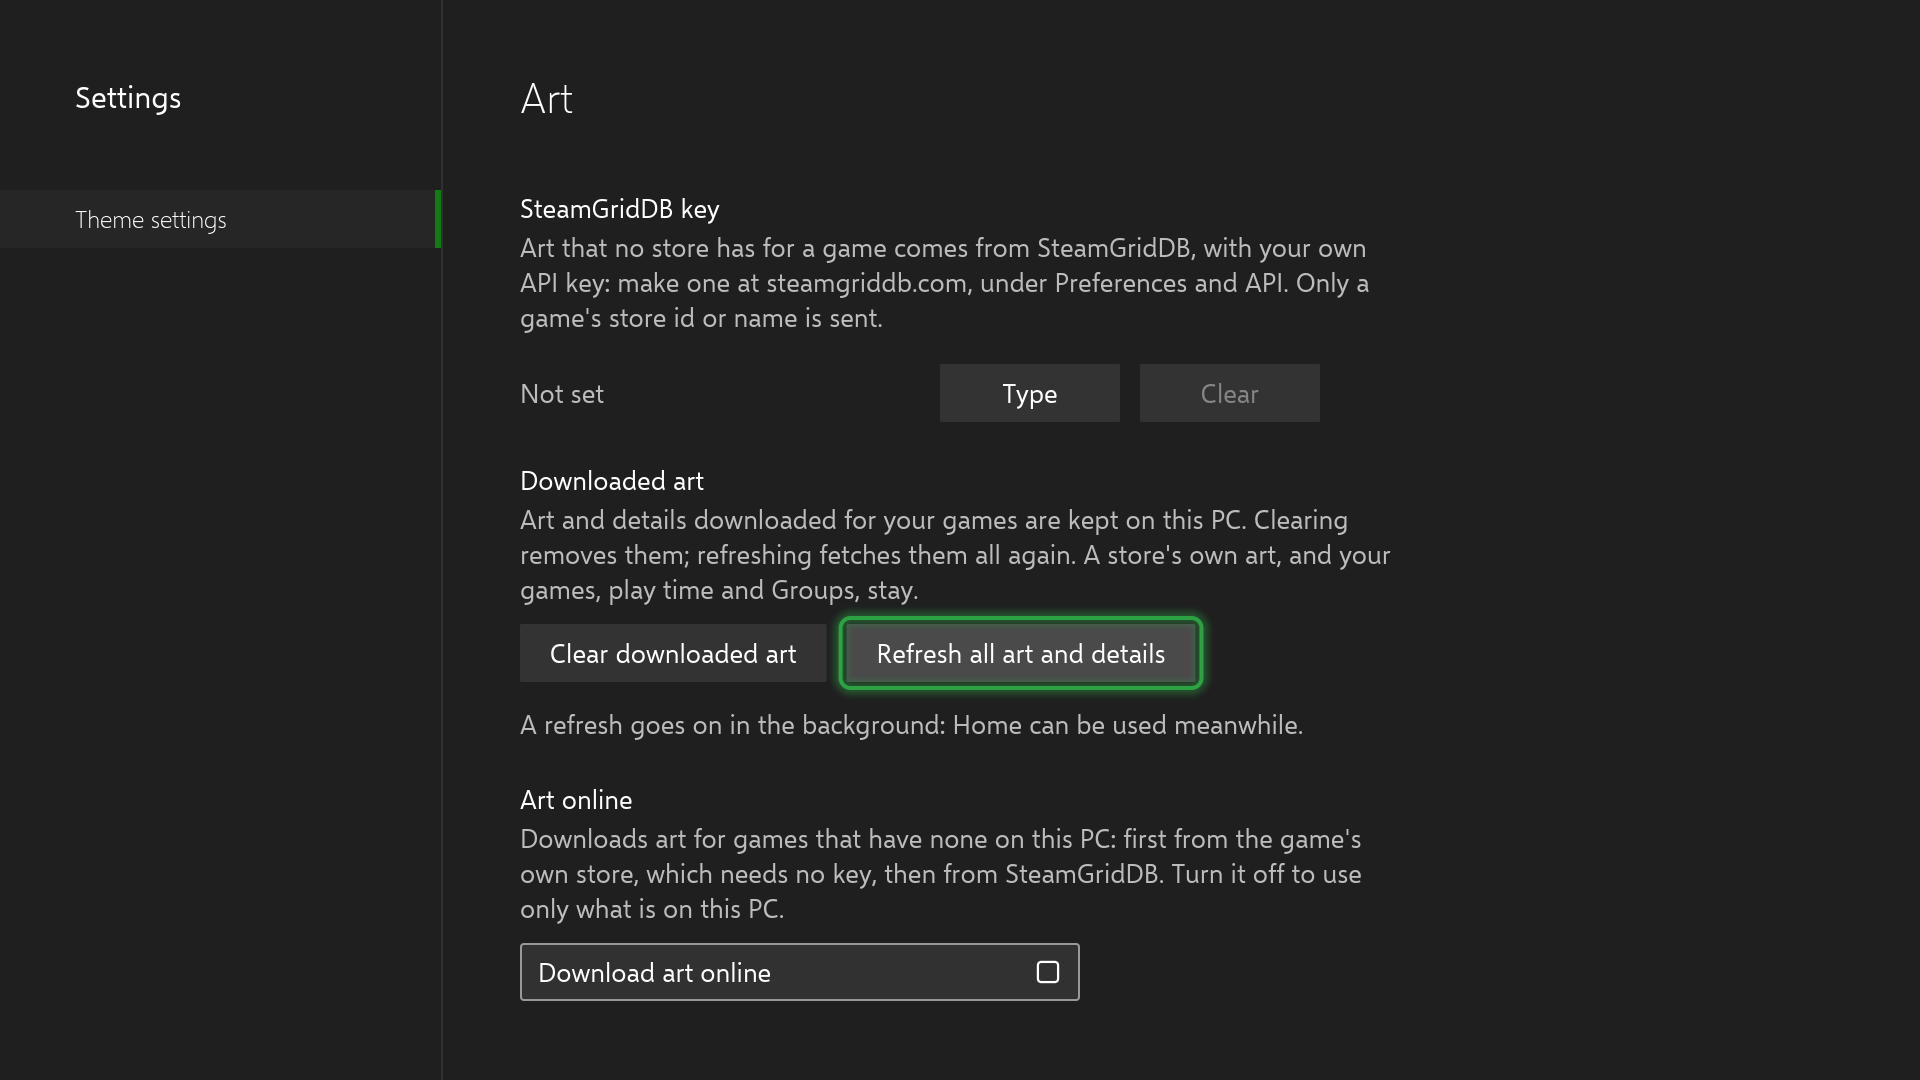 Settings
Theme settings
Art
SteamGridDB key
Art that no store has for a game comes from SteamGridDB, with your own
API key: make one at steamgriddb.com, under Preferences and API. Only a
game's store id or name is sent.
Not set
Type
Clear
Downloaded art
Art and details downloaded for your games are kept on this PC. Clearing
removes them; refreshing fetches them all again. A store's own art, and your
games, play time and Groups, stay.
Clear downloaded art
Refresh all art and details
A refresh goes on in the background: Home can be used meanwhile.
Art online
Downloads art for games that have none on this PC: first from the game's
own store, which needs no key, then from SteamGridDB. Turn it off to use
only what is on this PC.
Download art online